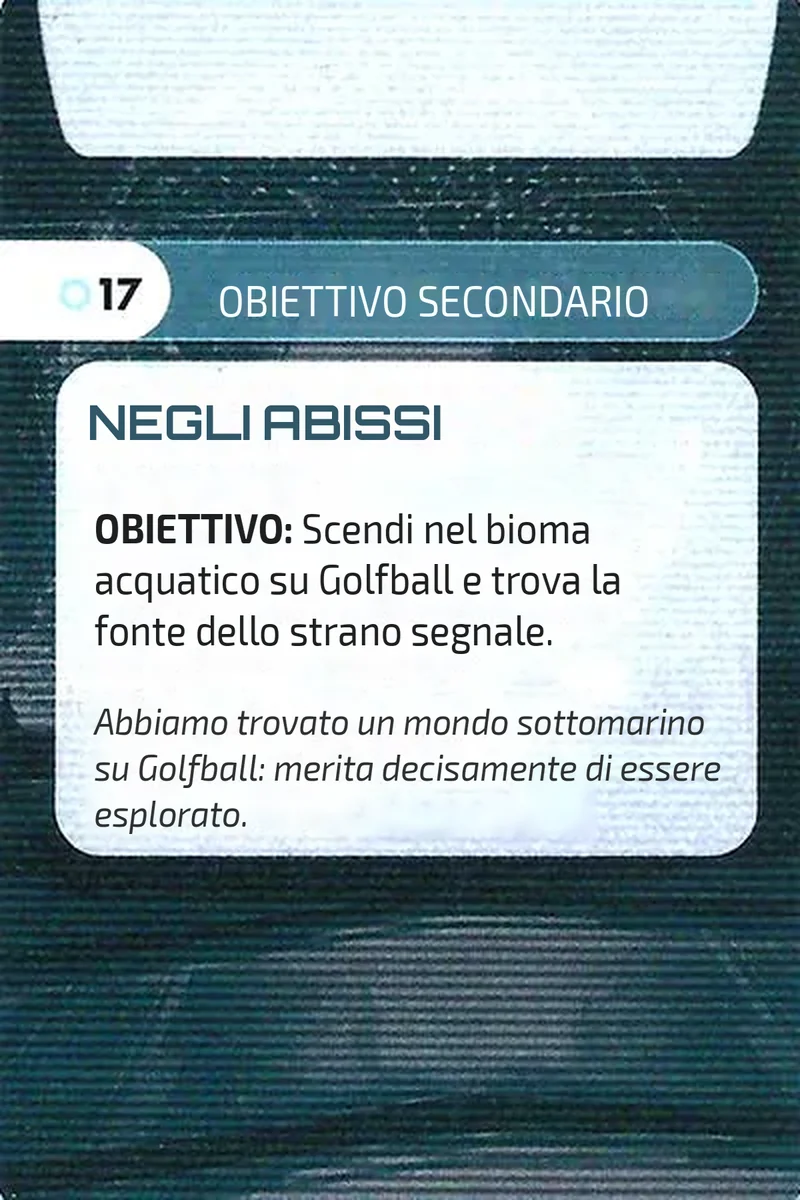 17
OBIETTIVO SECONDARIO
NEGLI ABISSI
OBIETTIVO: Scendi nel bioma
acquatico su Golfball e trova la
fonte dello strano segnale.
Abbiamo trovato un mondo sottomarino
su Golfball: merita decisamente di essere
esplorato.